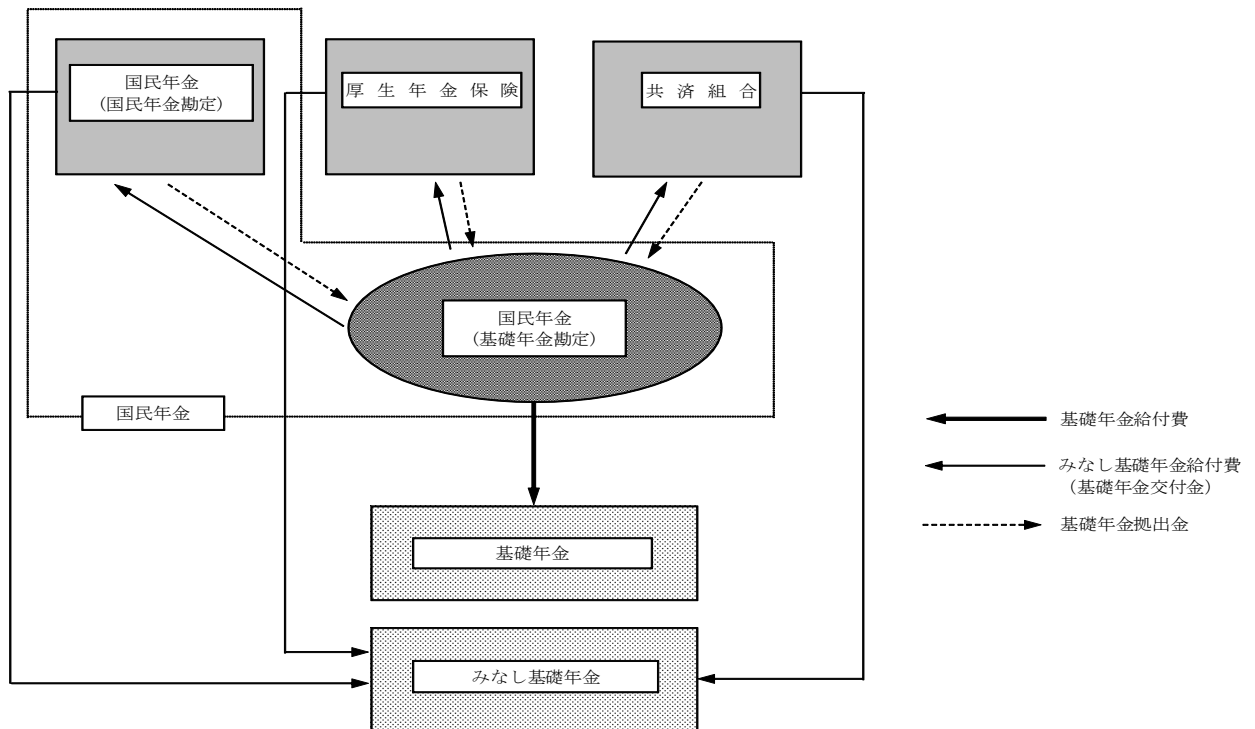 国民年金
(国民年金勘定)
厚生年金保険
共済組合
国民年金
(基礎年金勘定)
国民年金
基礎年金給付費
みなし基礎年金給付費
(基礎年金交付金)
基礎年金拠出金
基礎年金
みなし基礎年金